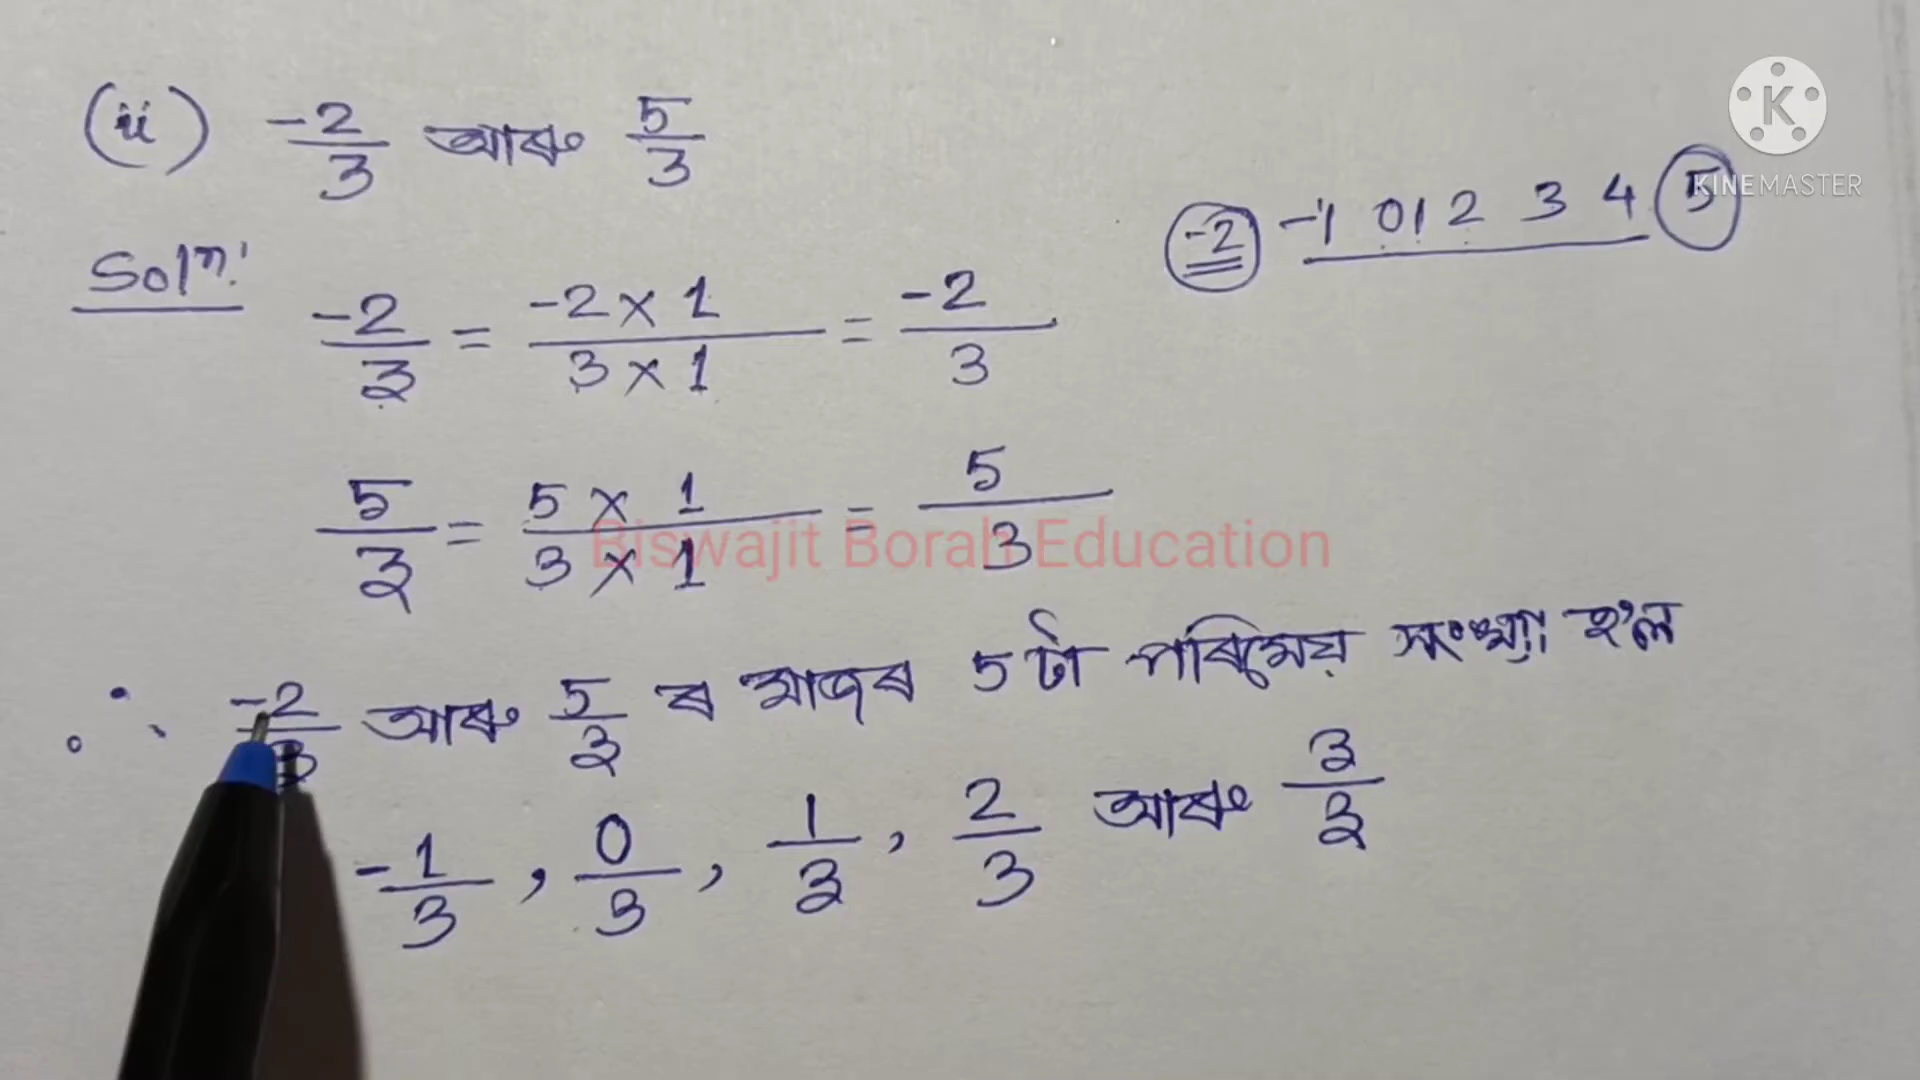 (ii) -2/3 আৰু 5/3
K
KINEMASTER
-2 -1 0 1 2 3 4 5
Solⁿ:
-2/3 = -2 × 1 / 3 × 1 = -2/3
5/3 = 5 × 1 / 3 × 1 = 5/3
Biswajit Borah Education
∴ -2/3 আৰু 5/3 ৰ মাজৰ 5 টা পৰিমেয় সংখ্যা হ'ল
-1/3, 0/3, 1/3, 2/3 আৰু 3/3